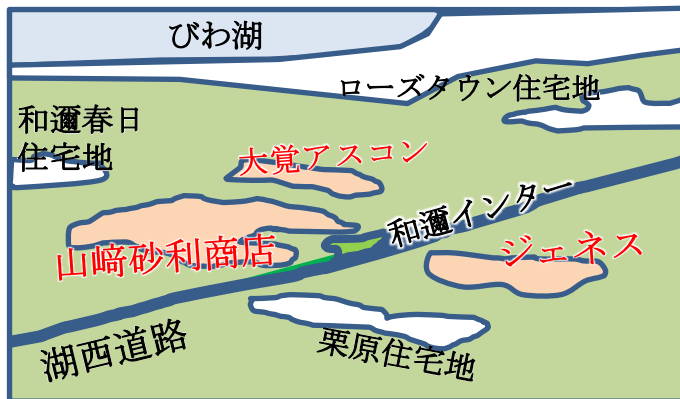 びわ湖
ローズタウン住宅地
和邇春日
住宅地
大覚アスコン
和邇インター
山﨑砂利商店
ジェネス
湖西道路
栗原住宅地